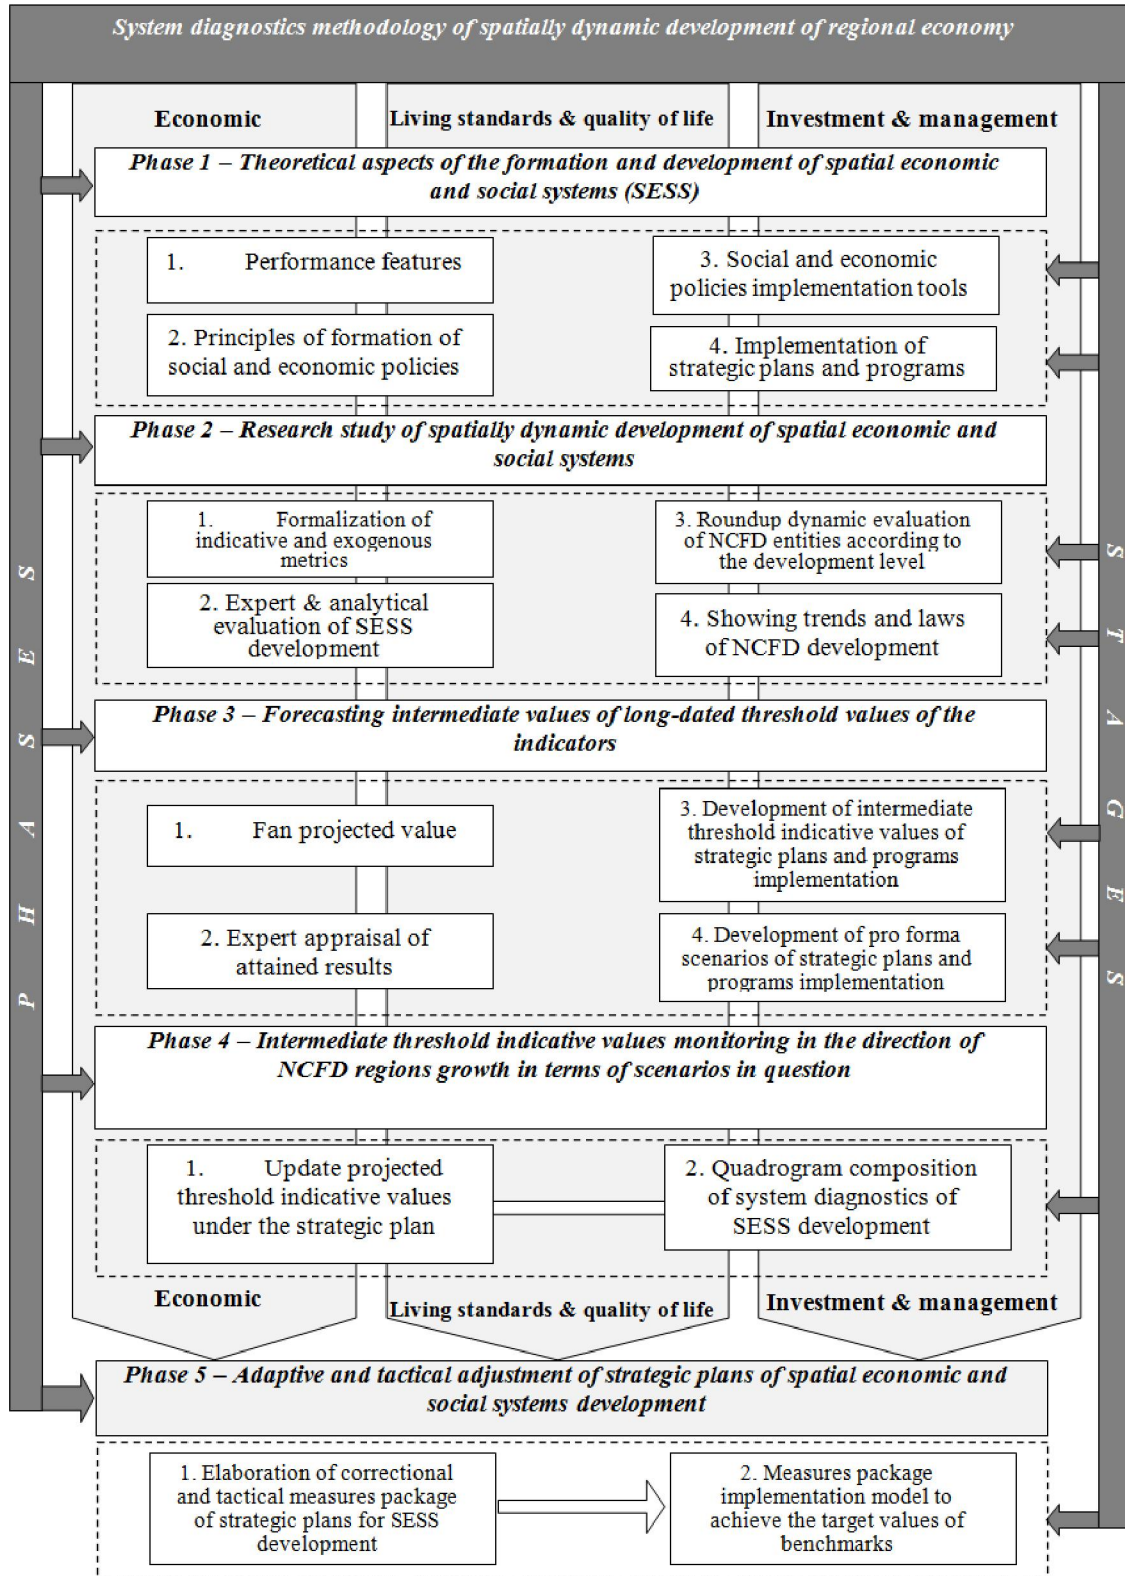 System diagnostics methodology of spatially dynamic development of regional economy
Economic
Living standards & quality of life
Investment & management
Phase 1 – Theoretical aspects of the formation and development of spatial economic
and social systems (SESS)
1. Performance features
2. Principles of formation of
social and economic policies
3. Social and economic
policies implementation tools
4. Implementation of
strategic plans and programs
Phase 2 – Research study of spatially dynamic development of spatial economic and
social systems
1. Formalization of
indicative and exogenous
metrics
2. Expert & analytical
evaluation of SESS
development
3. Roundup dynamic evaluation
of NCFD entities according to
the development level
4. Showing trends and laws
of NCFD development
Phase 3 – Forecasting intermediate values of long-dated threshold values of the
indicators
1. Fan projected value
2. Expert appraisal of
attained results
3. Development of intermediate
threshold indicative values of
strategic plans and programs
implementation
4. Development of pro forma
scenarios of strategic plans and
programs implementation
Phase 4 – Intermediate threshold indicative values monitoring in the direction of
NCFD regions growth in terms of scenarios in question
1. Update projected
threshold indicative values
under the strategic plan
2. Quadrogram composition
of system diagnostics of
SESS development
Economic
Living standards & quality of life
Investment & management
Phase 5 – Adaptive and tactical adjustment of strategic plans of spatial economic and
social systems development
1. Elaboration of correctional
and tactical measures package
of strategic plans for SESS
development
2. Measures package
implementation model to
achieve the target values of
benchmarks
P H A S E S
S T A G E S